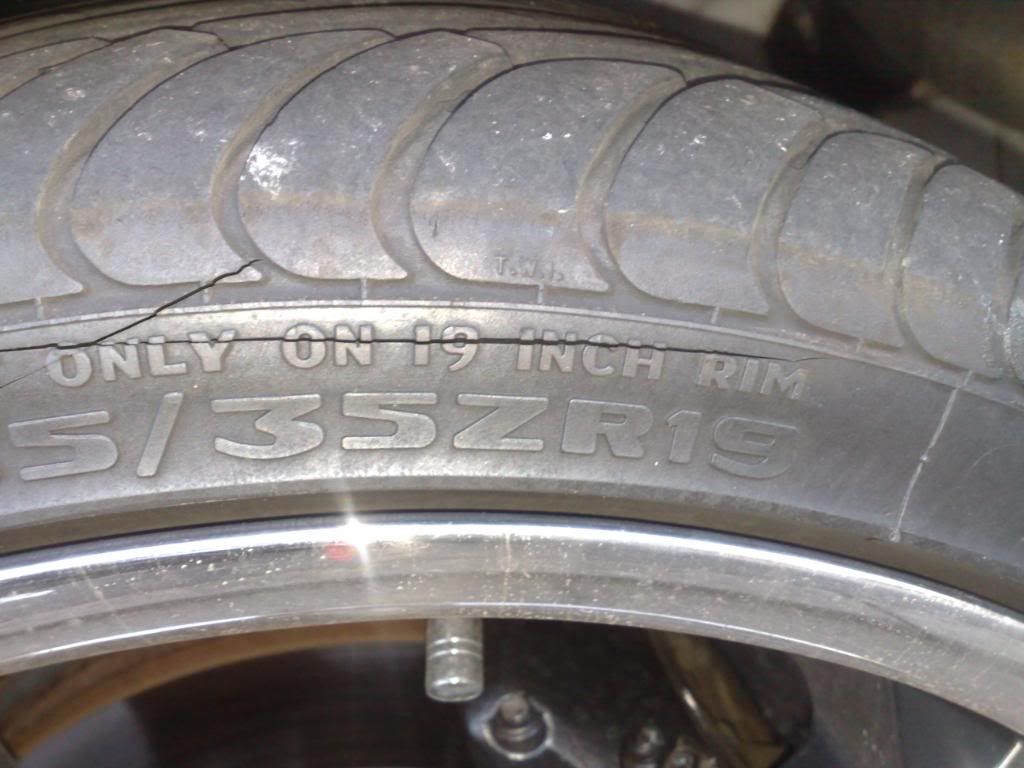 T.W.I.
ONLY ON 19 INCH RIM
5/35ZR19